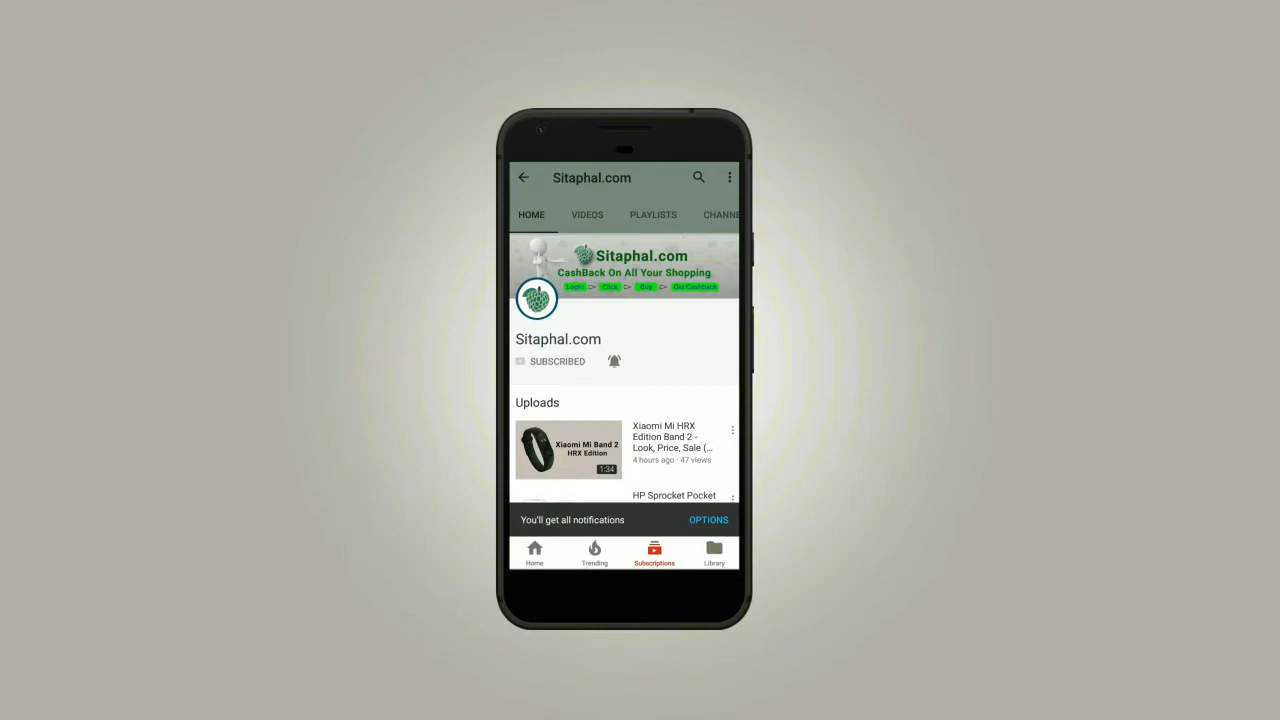 Sitaphal.com
HOME VIDEOS PLAYLISTS CHANNE
Sitaphal.com
CashBack On All Your Shopping
Login Click Buy Get Cashback
Sitaphal.com
SUBSCRIBED
Uploads
Xiaomi Mi Band 2
HRX Edition
1:34
Xiaomi Mi HRX
Edition Band 2 -
Look, Price, Sale (...
4 hours ago · 47 views
HP Sprocket Pocket
You'll get all notifications OPTIONS
Home Trending Subscriptions Library